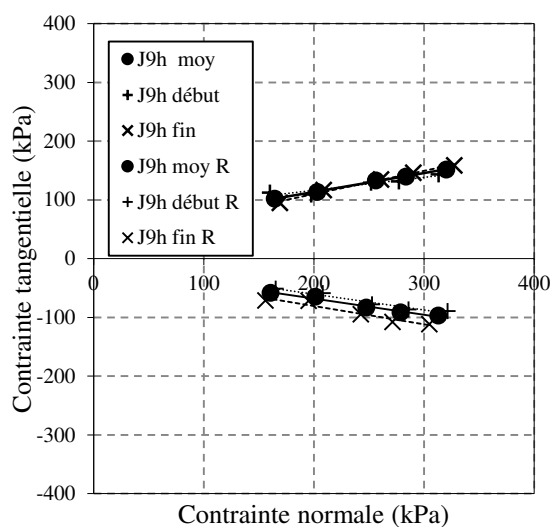 400
300
200
100
0
-100
-200
-300
-400
Contrainte tangentielle (kPa)
J9h moy
J9h début
J9h fin
J9h moy R
J9h début R
J9h fin R
0
100
200
300
400
Contrainte normale (kPa)